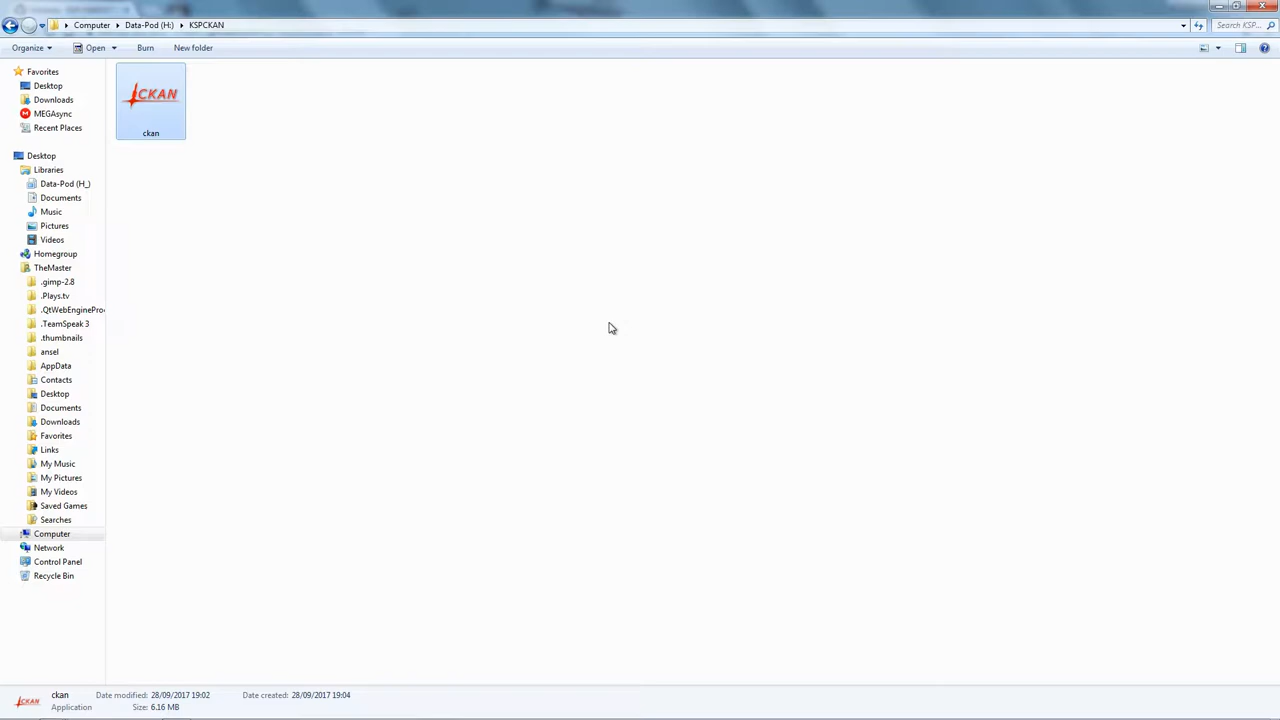 Computer ▸ Data-Pod (H:) ▸ KSPCKAN
Search KSP...
Organize ▾ Open ▾ Burn New folder
Favorites
Desktop
Downloads
MEGAsync
Recent Places
Desktop
Libraries
Data-Pod (H_)
Documents
Music
Pictures
Videos
Homegroup
TheMaster
.gimp-2.8
.Plays.tv
.QtWebEnginePro
.TeamSpeak 3
.thumbnails
ansel
AppData
Contacts
Desktop
Documents
Downloads
Favorites
Links
My Music
My Pictures
My Videos
Saved Games
Searches
Computer
Network
Control Panel
Recycle Bin
CKAN
ckan
CKAN
ckan Date modified: 28/09/2017 19:02 Date created: 28/09/2017 19:04
Application Size: 6.16 MB